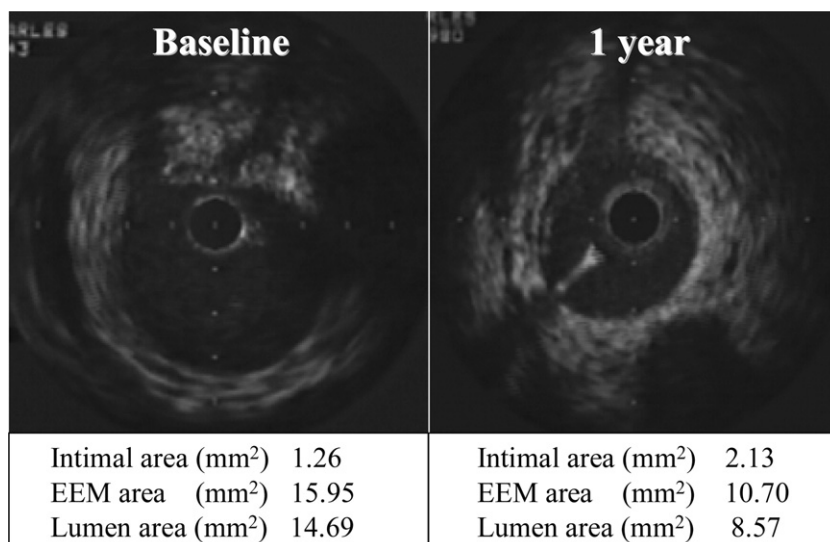 ARLES
Baseline
1 year
Intimal area (mm²) 1.26
EEM area (mm²) 15.95
Lumen area (mm²) 14.69
Intimal area (mm²) 2.13
EEM area (mm²) 10.70
Lumen area (mm²) 8.57